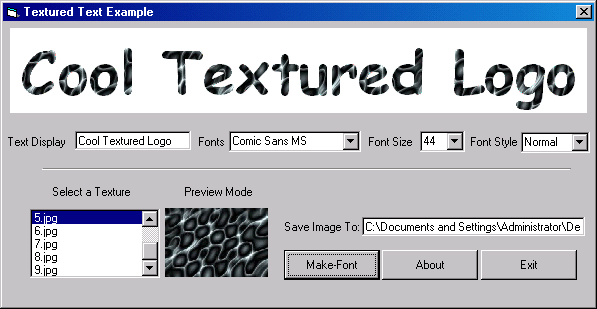 Textured Text Example
Cool Textured Logo
Text Display Cool Textured Logo Fonts Comic Sans MS Font Size 44 Font Style Normal
Select a Texture Preview Mode
5.jpg
6.jpg
7.jpg
8.jpg
9.jpg
Save Image To: C:\Documents and Settings\Administrator\De
Make-Font About Exit